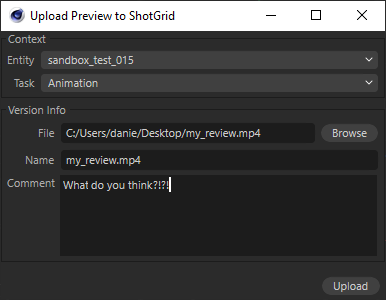 Upload Preview to ShotGrid
Context
Entity sandbox_test_015
Task Animation
Version Info
File C:/Users/danie/Desktop/my_review.mp4 Browse
Name my_review.mp4
Comment What do you think?!?!
Upload